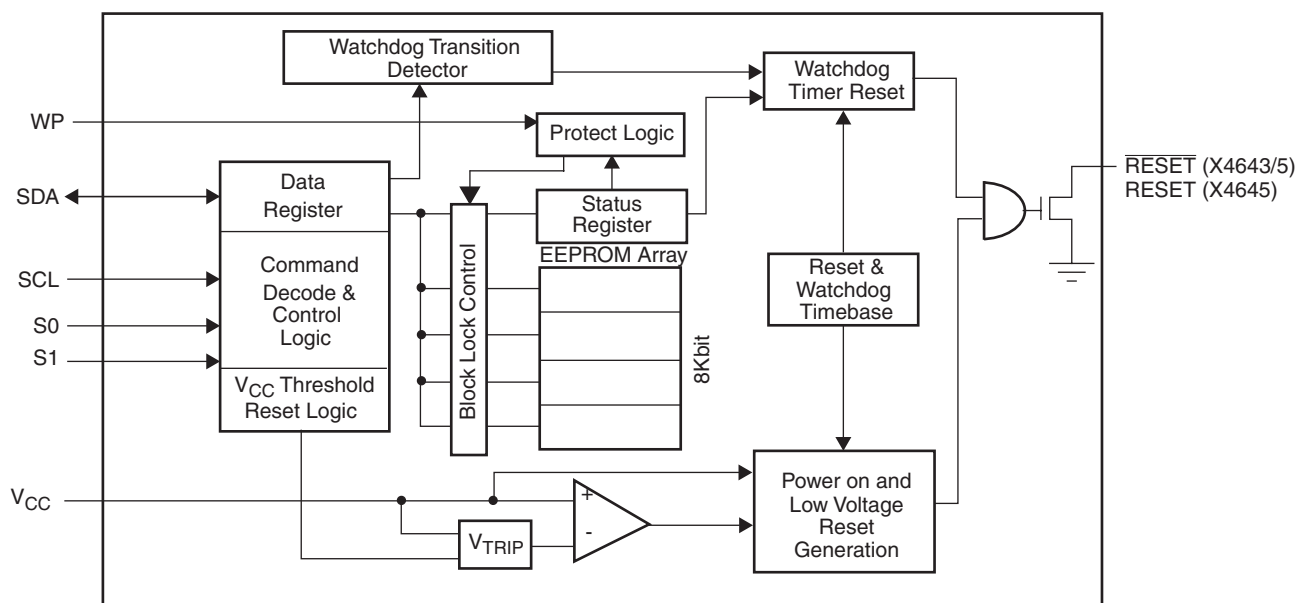 Watchdog Transition
Detector
Watchdog
Timer Reset
WP
Protect Logic
RESET (X4643/5)
RESET (X4645)
SDA
Data
Register
Status
Register
EEPROM Array
SCL
S0
S1
Command
Decode &
Control
Logic
Block Lock Control
8Kbit
Reset &
Watchdog
Timebase
VCC Threshold
Reset Logic
VCC
+
-
VTRIP
Power on and
Low Voltage
Reset
Generation